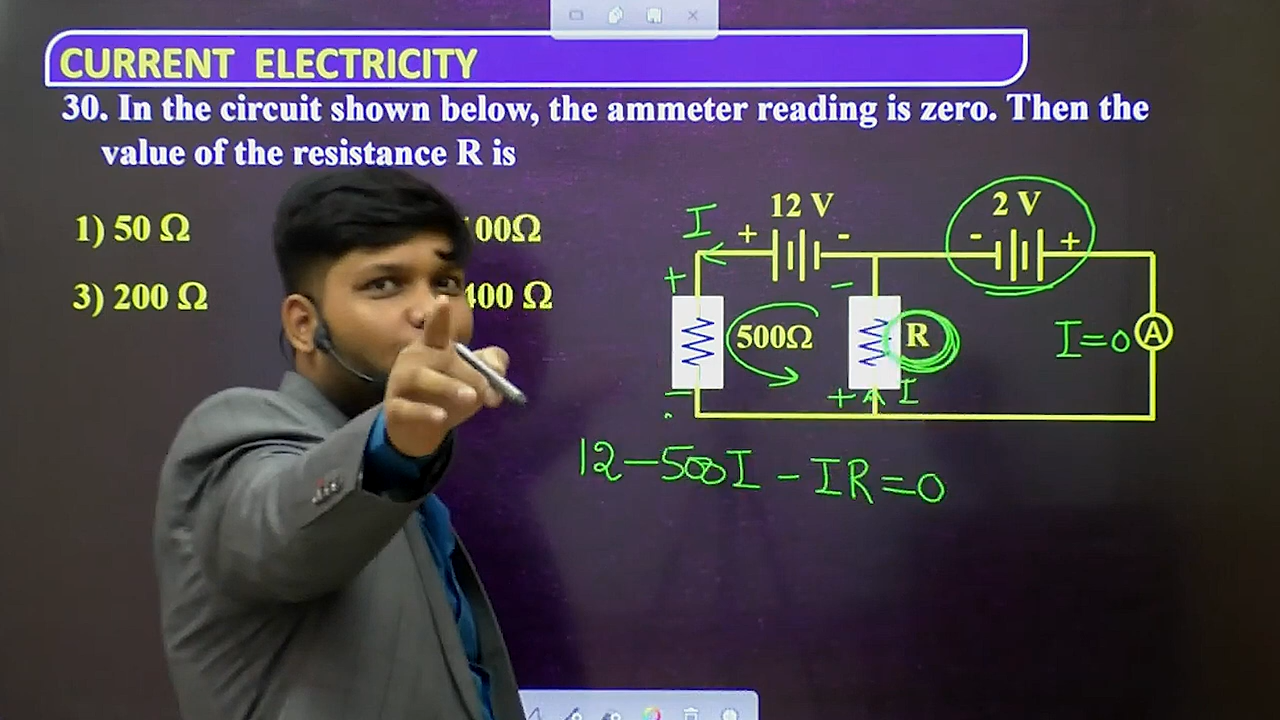 CURRENT ELECTRICITY
30. In the circuit shown below, the ammeter reading is zero. Then the
value of the resistance R is
1) 50 Ω
00Ω
3) 200 Ω
400 Ω
12 V
2 V
I
+ -
- +
+
-
500Ω
R
I=0
A
-
+ I
12-500I-IR=0